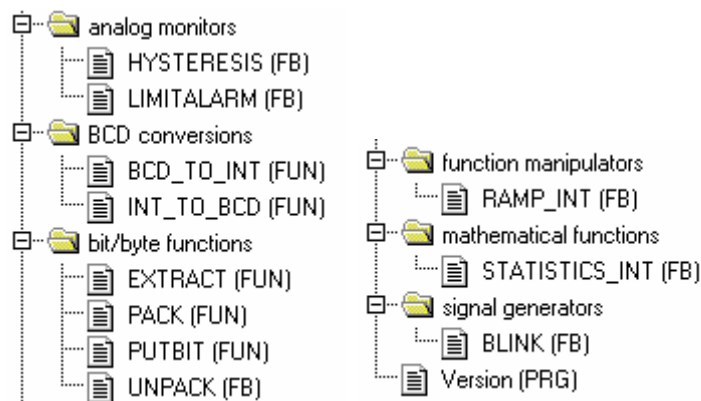 analog monitors
HYSTERESIS (FB)
LIMITALARM (FB)
BCD conversions
BCD_TO_INT (FUN)
INT_TO_BCD (FUN)
bit/byte functions
EXTRACT (FUN)
PACK (FUN)
PUTBIT (FUN)
UNPACK (FB)
function manipulators
RAMP_INT (FB)
mathematical functions
STATISTICS_INT (FB)
signal generators
BLINK (FB)
Version (PRG)